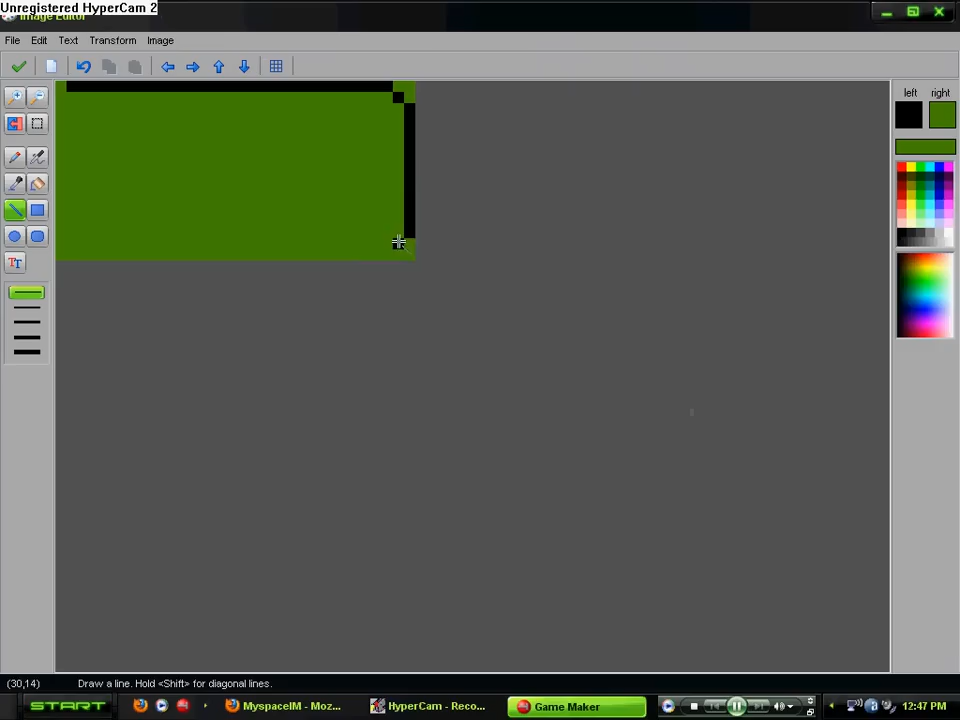 Unregistered HyperCam 2
Image Editor
File Edit Text Transform Image
left right
TT
(30,14) Draw a line. Hold <Shift> for diagonal lines.
START MyspaceIM - Moz... HyperCam - Reco... Game Maker 12:47 PM